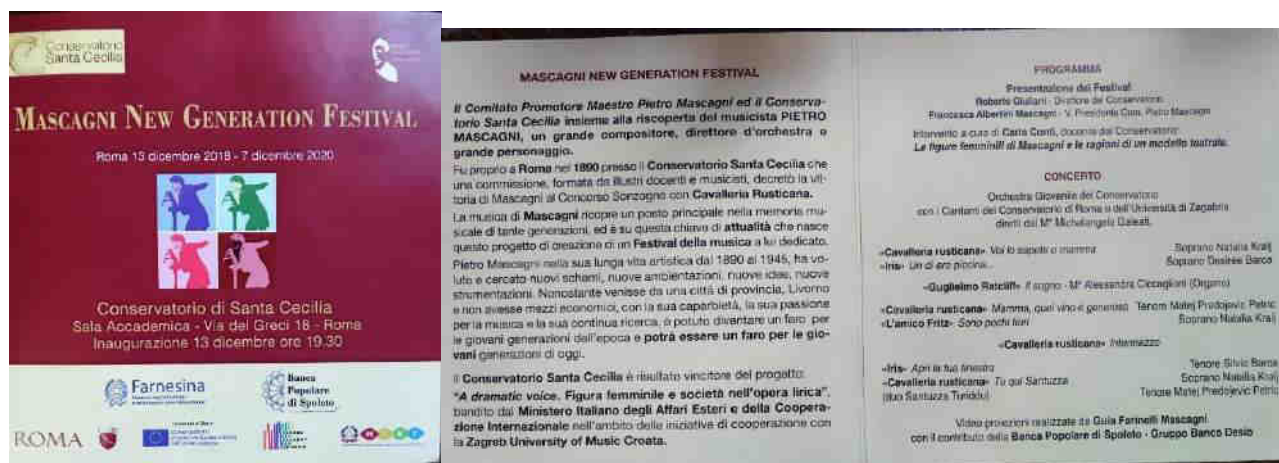 Conservatorio
Santa Cecilia
MASCAGNI NEW GENERATION FESTIVAL
Roma 13 dicembre 2018 - 7 dicembre 2020
Conservatorio di Santa Cecilia
Sala Accademica - Via dei Greci 18 - Roma
Inaugurazione 13 dicembre ore 19.30
Farnesina
Banca
Popolare
di Spoleto
ROMA
MASCAGNI NEW GENERATION FESTIVAL
Il Comitato Promotore Maestro Pietro Mascagni ed il Conserva-
torio Santa Cecilia insieme alla riscoperta del musicista PIETRO
MASCAGNI, un grande compositore, direttore d'orchestra e
grande personaggio.
Fu proprio a Roma nel 1890 presso il Conservatorio Santa Cecilia che
una commissione, formata da illustri docenti e musicisti, decretò la vit-
toria di Mascagni al Concorso Sonzogno con Cavalleria Rusticana.
La musica di Mascagni ricopre un posto principale nella memoria mu-
sicale di tante generazioni, ed è su questa chiave di attualità che nasce
questo progetto di creazione di un Festival della musica a lui dedicato.
Pietro Mascagni nella sua lunga vita artistica dal 1890 al 1945, ha vo-
luto e cercato nuovi schemi, nuove ambientazioni, nuove idee, nuove
strumentazioni. Nonostante venisse da una città di provincia, Livorno
e non avesse mezzi economici, con la sua caparbietà, la sua passione
per la musica e la sua continua ricerca, è potuto diventare un faro per
le giovani generazioni dell'epoca e potrà essere un faro per le gio-
vani generazioni di oggi.
Il Conservatorio Santa Cecilia è risultato vincitore del progetto:
"A dramatic voice. Figura femminile e società nell'opera lirica",
bandito dal Ministero Italiano degli Affari Esteri e della Coopera-
zione Internazionale nell'ambito delle iniziative di cooperazione con
la Zagreb University of Music Croata.
PROGRAMMA
Presentazione del Festival
Roberto Giuliani - Direttore del Conservatorio
Francesca Albertini Mascagni - V. Presidente Com. Pietro Mascagni
Intervento a cura di Carla Conti, docente del Conservatorio:
Le figure femminili di Mascagni e le ragioni di un modello teatrale.
CONCERTO
Orchestra Giovanile del Conservatorio
con i Cantanti del Conservatorio di Roma e dell'Università di Zagabria
diretti dal M° Michelangelo Galeati.
«Cavalleria rusticana» Voi lo sapete o mamma Soprano Natalia Kralj
«Iris» Un dì ero piccina... Soprano Desirée Barca
«Guglielmo Ratcliff» Il sogno - M° Alessandra Ciccaglioni (Organo)
«Cavalleria rusticana» Mamma, quel vino è generoso Tenore Matej Predojevic Petric
«L'amico Fritz» Sono pochi fiori Soprano Natalia Kralj
«Cavalleria rusticana» Intermezzo
«Iris» Apri la tua finestra Tenore Silvio Barca
«Cavalleria rusticana» Tu qui Santuzza Soprano Natalia Kralj
(duo Santuzza Turiddu) Tenore Matej Predojevic Petric
Video proiezioni realizzate da Guia Farinelli Mascagni
con il contributo della Banca Popolare di Spoleto - Gruppo Banco Desio